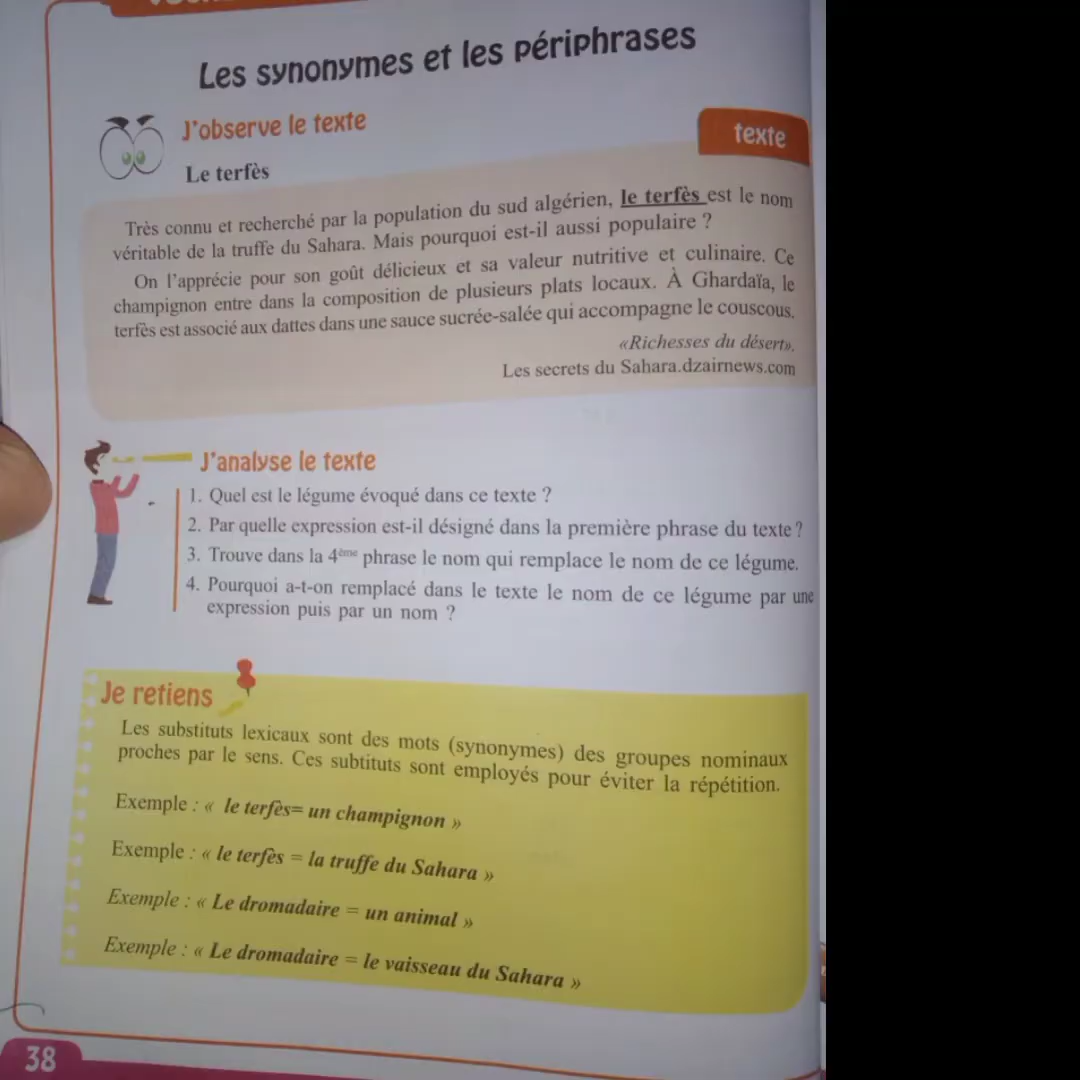 Les synonymes et les périphrases
J'observe le texte
texte
Le terfès
Très connu et recherché par la population du sud algérien, le terfès est le nom
véritable de la truffe du Sahara. Mais pourquoi est-il aussi populaire ?
On l'apprécie pour son goût délicieux et sa valeur nutritive et culinaire. Ce
champignon entre dans la composition de plusieurs plats locaux. À Ghardaïa, le
terfès est associé aux dattes dans une sauce sucrée-salée qui accompagne le couscous.
«Richesses du désert».
Les secrets du Sahara.dzairnews.com
J'analyse le texte
1. Quel est le légume évoqué dans ce texte ?
2. Par quelle expression est-il désigné dans la première phrase du texte ?
3. Trouve dans la 4ème phrase le nom qui remplace le nom de ce légume.
4. Pourquoi a-t-on remplacé dans le texte le nom de ce légume par une
expression puis par un nom ?
Je retiens
Les substituts lexicaux sont des mots (synonymes) des groupes nominaux
proches par le sens. Ces subtituts sont employés pour éviter la répétition.
Exemple : « le terfès= un champignon »
Exemple : « le terfès = la truffe du Sahara »
Exemple : « Le dromadaire = un animal »
Exemple : « Le dromadaire = le vaisseau du Sahara »
38